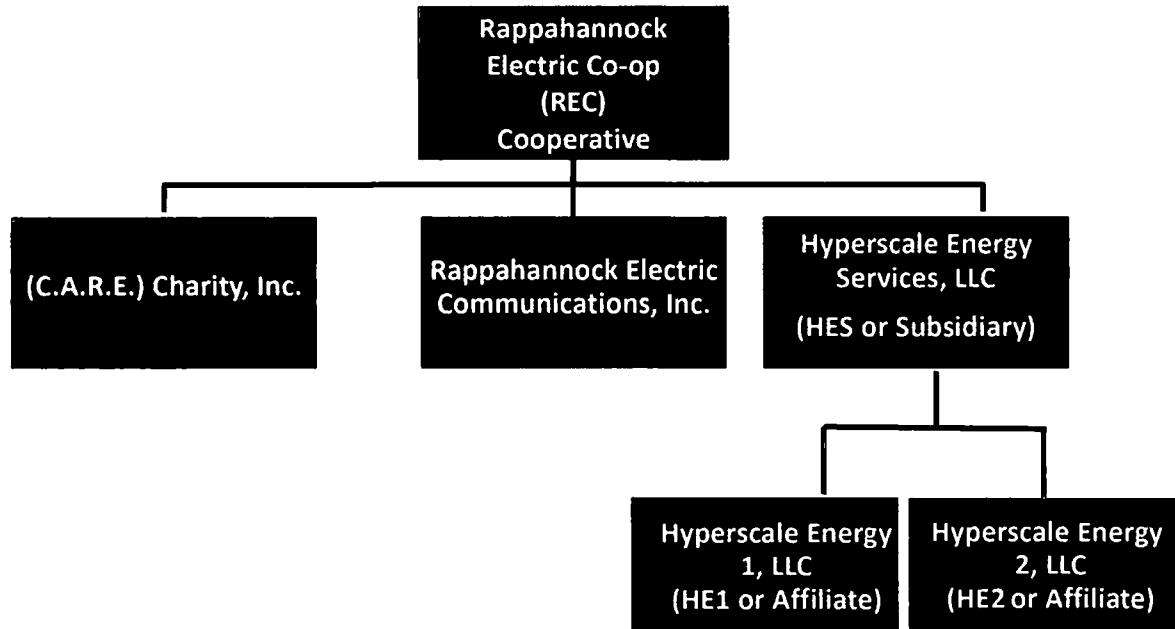 Rappahannock
Electric Co-op
(REC)
Cooperative
(C.A.R.E.) Charity, Inc.
Rappahannock Electric
Communications, Inc.
Hyperscale Energy
Services, LLC
(HES or Subsidiary)
Hyperscale Energy
1, LLC
(HE1 or Affiliate)
Hyperscale Energy
2, LLC
(HE2 or Affiliate)